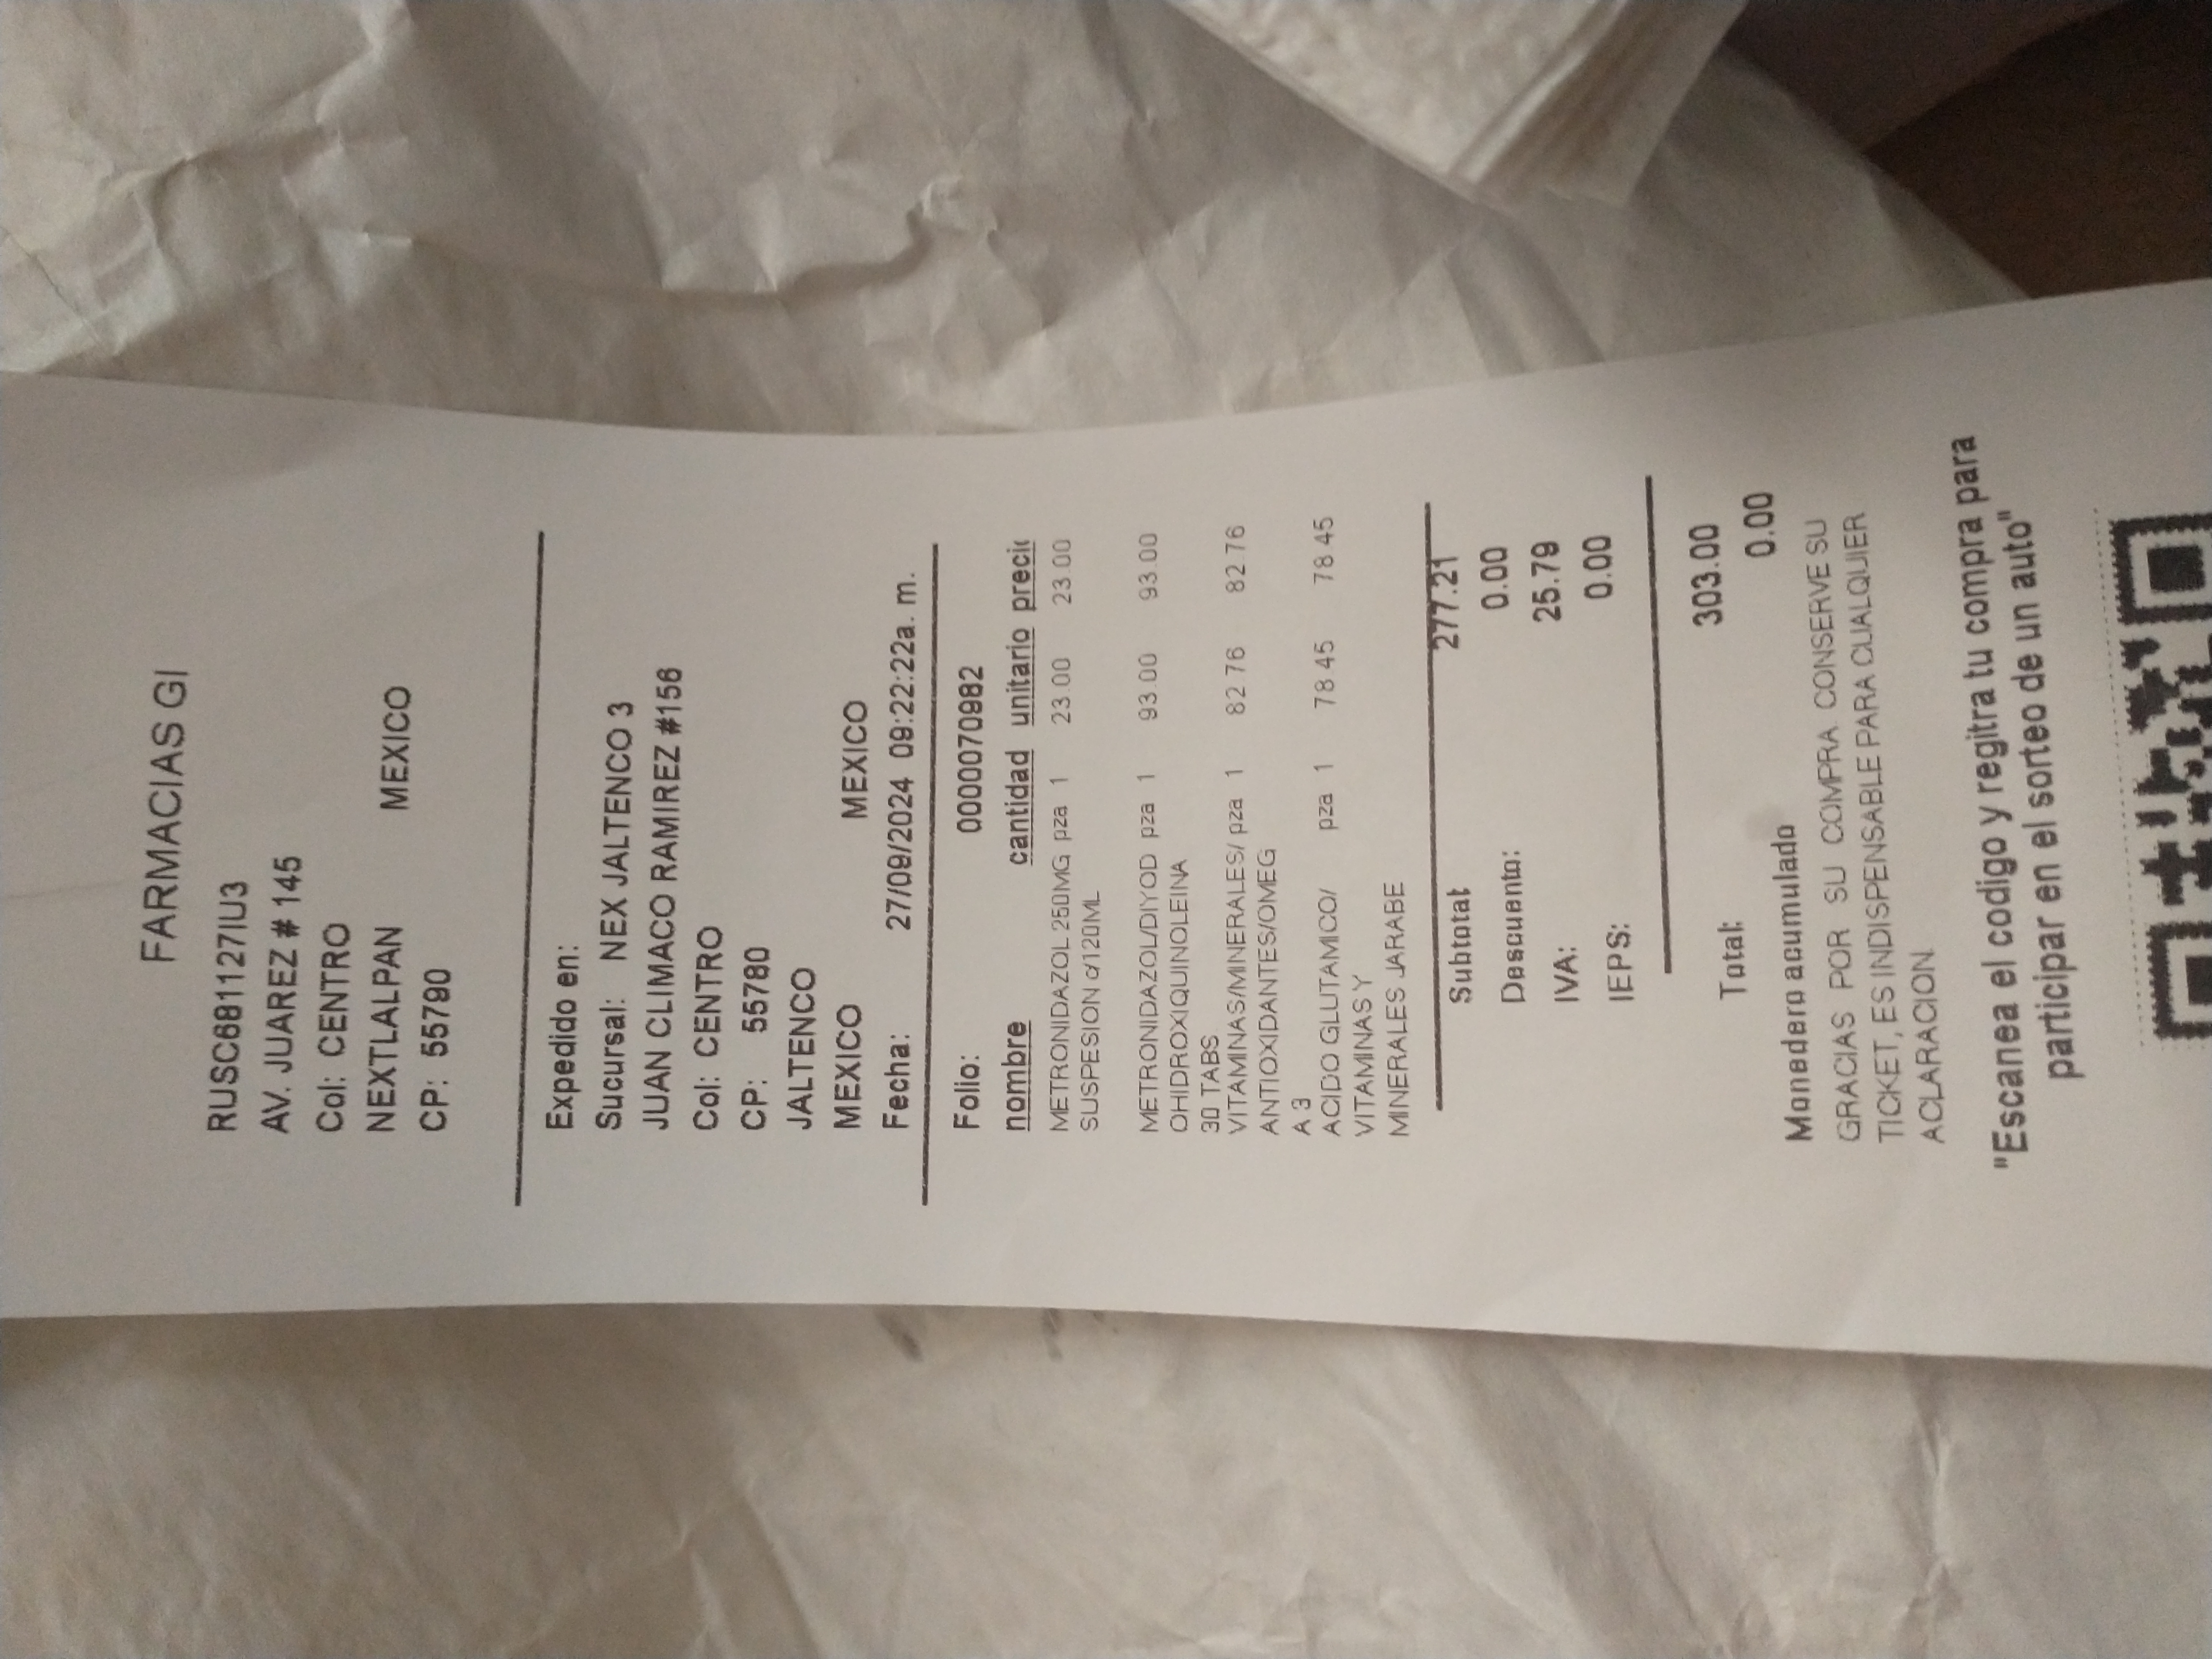 FARMACIAS GI
RUSC681127IU3
AV. JUAREZ # 145
Col: CENTRO
NEXTLALPAN MEXICO
CP: 55790
Expedido en:
Sucursal: NEX JALTENCO 3
JUAN CLIMACO RAMIREZ #156
Col: CENTRO
CP: 55780
JALTENCO
MEXICO MEXICO
Fecha: 27/09/2024 09:22:22a. m.
Folio: 0000070982
nombre cantidad unitario precio
METRONIDAZOL 250MG pza 1 23.00 23.00
SUSPESION c/120ML
METRONIDAZOL/DIYOD pza 1 93.00 93.00
OHIDROXIQUINOLEINA
30 TABS
VITAMINAS/MINERALES/ pza 1 82.76 82.76
ANTIOXIDANTES/OMEG
A 3
ACIDO GLUTAMICO/ pza 1 78.45 78.45
VITAMINAS Y
MINERALES JARABE
Subtotal 277.21
Descuento: 0.00
IVA: 25.79
IEPS: 0.00
Total: 303.00
Monedero acumulado 0.00
GRACIAS POR SU COMPRA CONSERVE SU
TICKET, ES INDISPENSABLE PARA CUALQUIER
ACLARACION.
"Escanea el codigo y regitra tu compra para
participar en el sorteo de un auto"